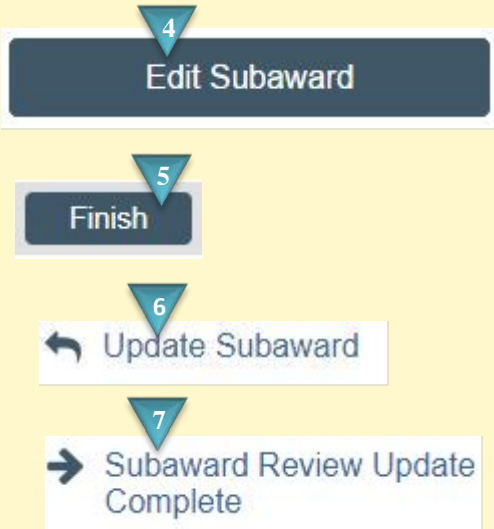 4
Edit Subaward
5
Finish
6
Update Subaward
7
Subaward Review Update
Complete